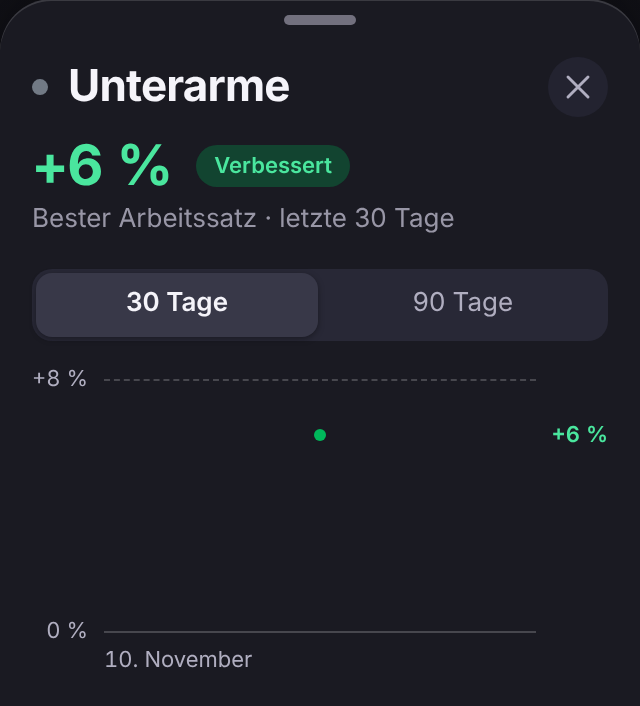 Unterarme
+6 % Verbessert
Bester Arbeitssatz · letzte 30 Tage
30 Tage 90 Tage
+8 %
+6 %
0 %
10. November